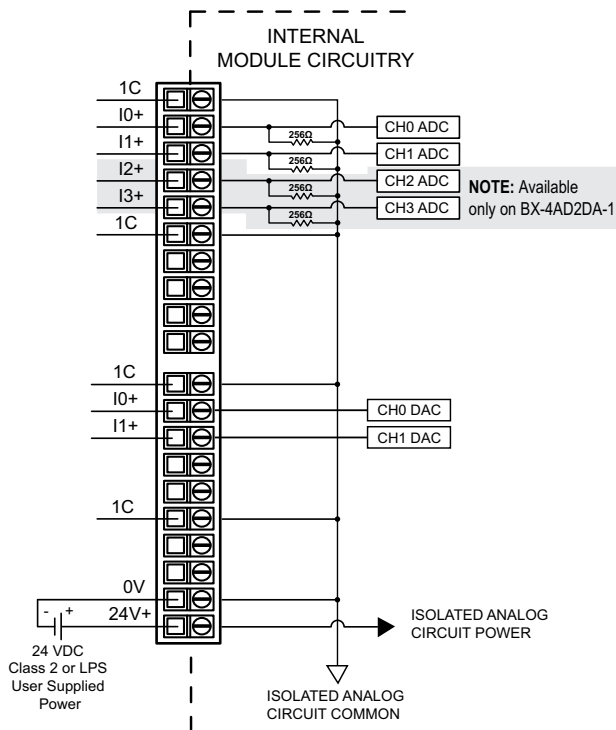 INTERNAL
MODULE CIRCUITRY
1C
I0+
256Ω
CH0 ADC
I1+
256Ω
CH1 ADC
I2+
256Ω
CH2 ADC
I3+
256Ω
CH3 ADC
NOTE: Available
only on BX-4AD2DA-1
1C
1C
I0+
CH0 DAC
I1+
CH1 DAC
1C
0V
- +
24V+
24 VDC
Class 2 or LPS
User Supplied
Power
ISOLATED ANALOG
CIRCUIT POWER
ISOLATED ANALOG
CIRCUIT COMMON